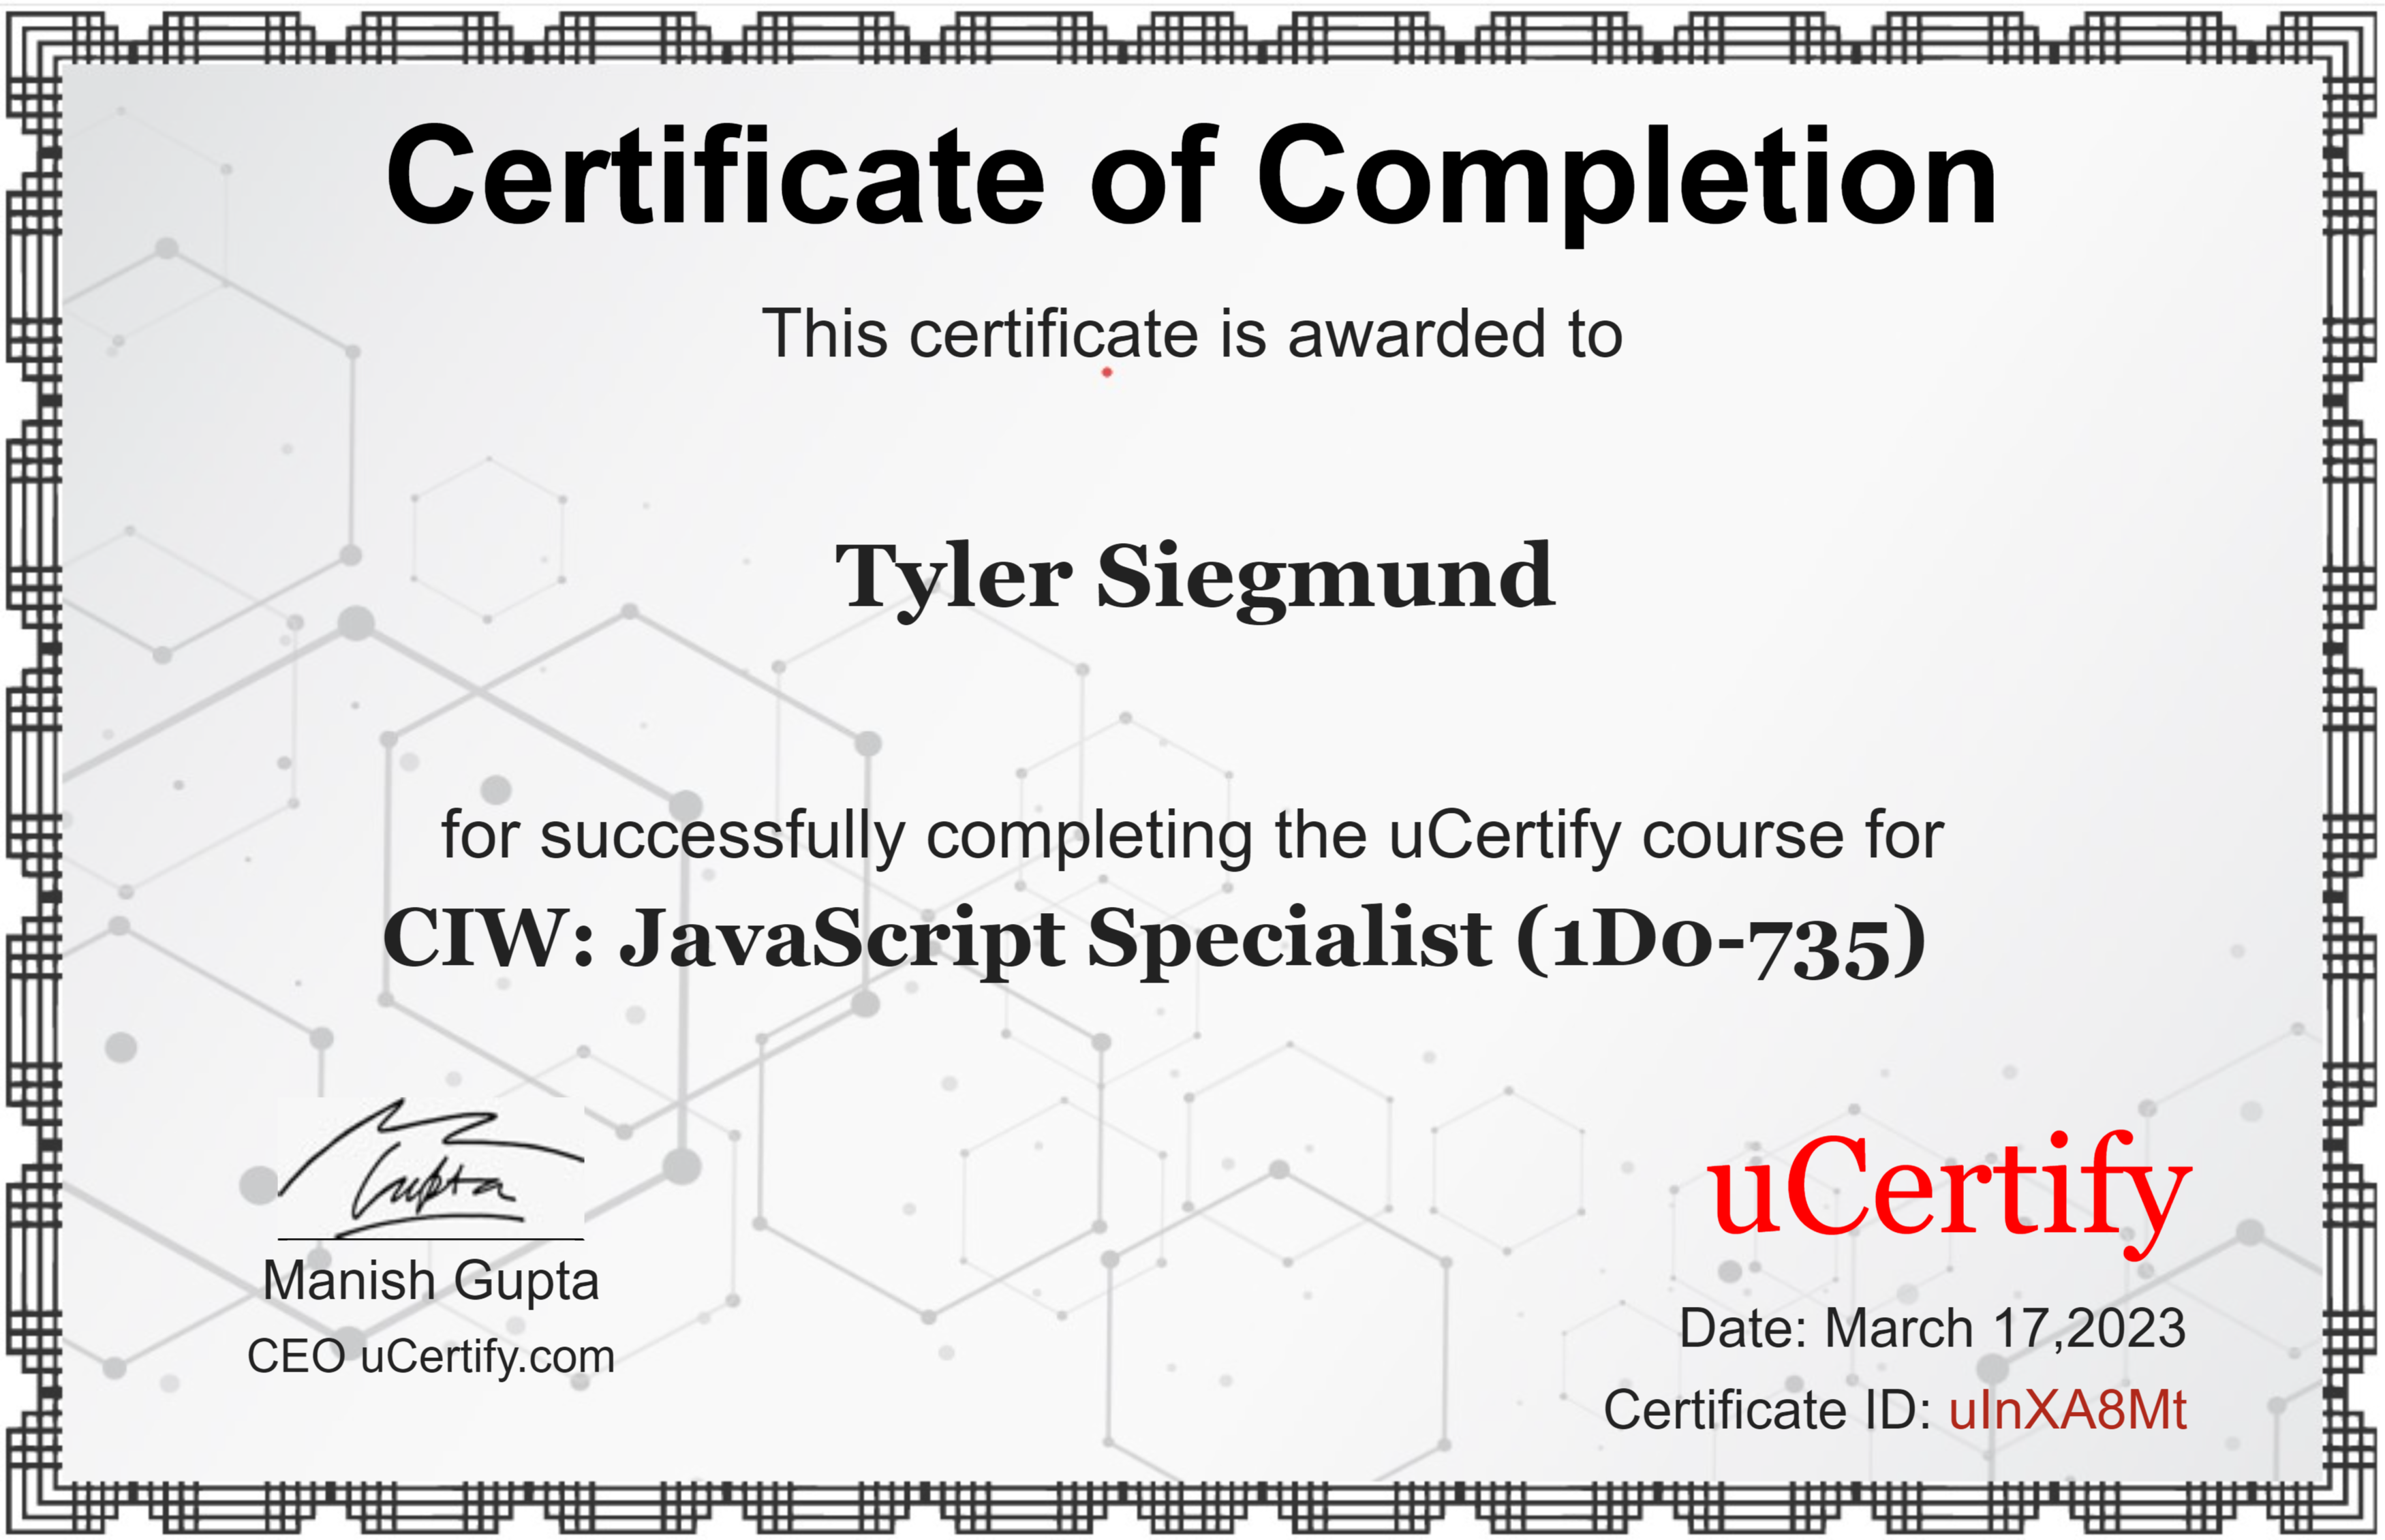 Certificate of Completion
This certificate is awarded to
Tyler Siegmund
for successfully completing the uCertify course for
CIW: JavaScript Specialist (1D0-735)
Gupta
Manish Gupta
CEO uCertify.com
uCertify
Date: March 17,2023
Certificate ID: uInXA8Mt